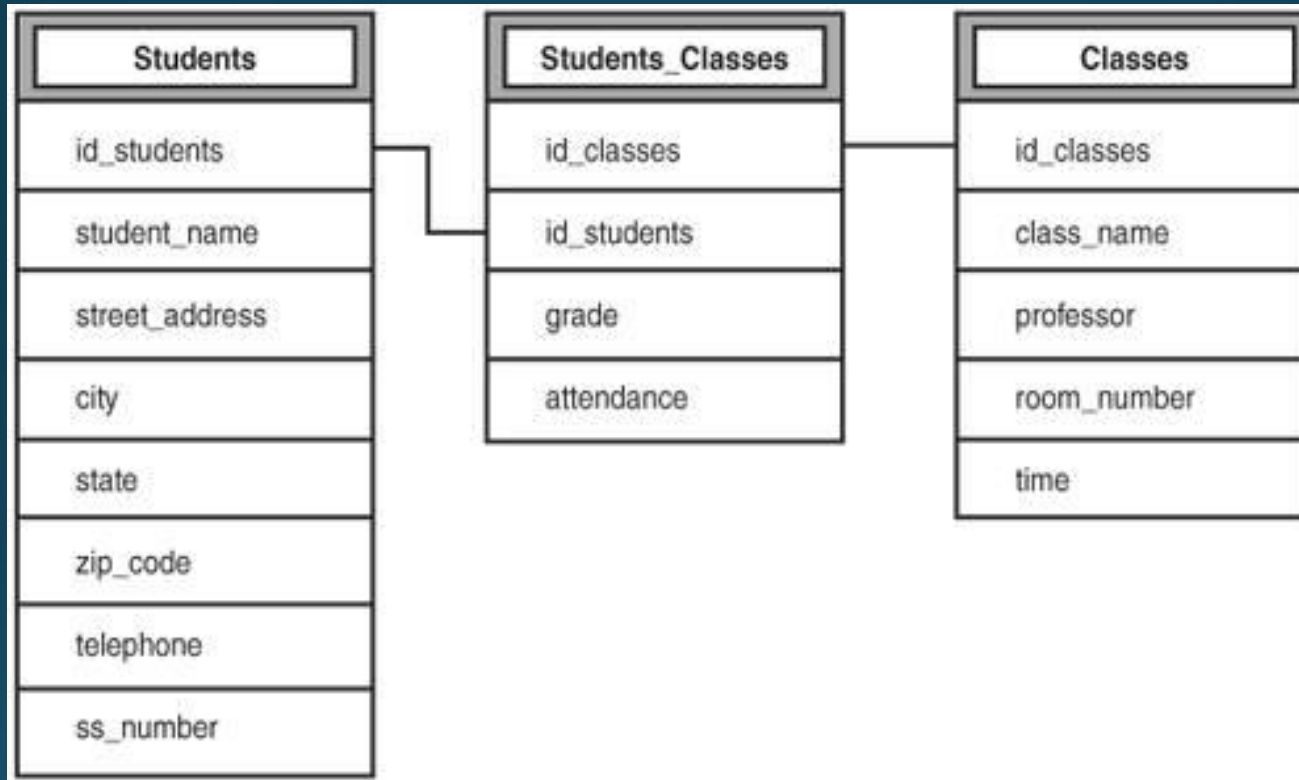 Students
id_students
student_name
street_address
city
state
zip_code
telephone
ss_number
Students_Classes
id_classes
id_students
grade
attendance
Classes
id_classes
class_name
professor
room_number
time